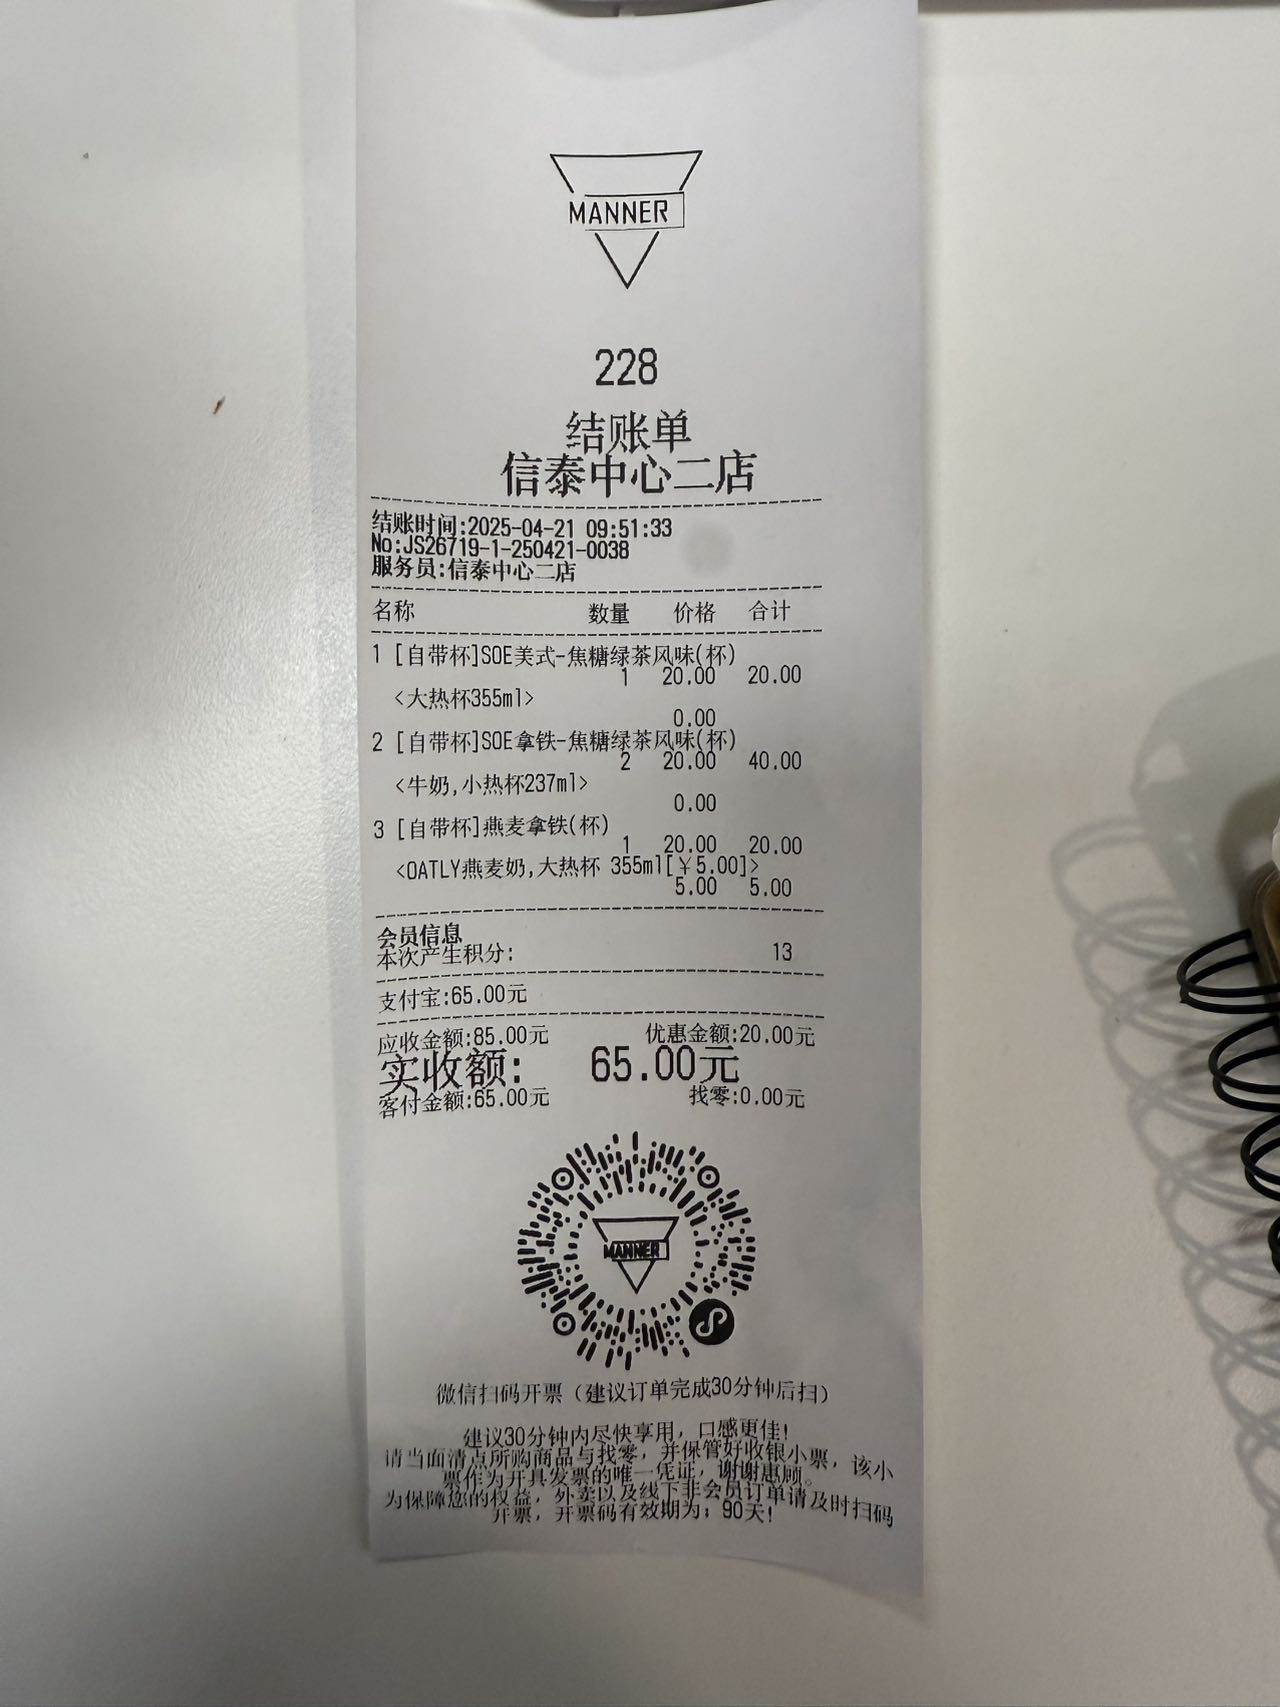 MANNER
228
结账单
信泰中心二店
结账时间:2025-04-21 09:51:33
No:JS26719-1-250421-0038
服务员:信泰中心二店
名称 数量 价格 合计
1 [自带杯]SOE美式-焦糖绿茶风味(杯)
1 20.00 20.00
<大热杯355ml>
0.00
2 [自带杯]SOE拿铁-焦糖绿茶风味(杯)
2 20.00 40.00
<牛奶,小热杯237ml>
0.00
3 [自带杯]燕麦拿铁(杯)
1 20.00 20.00
<OATLY燕麦奶,大热杯 355ml[¥5.00]>
5.00 5.00
会员信息
本次产生积分: 13
支付宝:65.00元
应收金额:85.00元 优惠金额:20.00元
实收额: 65.00元
客付金额:65.00元 找零:0.00元
MANNER
微信扫码开票（建议订单完成30分钟后扫）
建议30分钟内尽快享用，口感更佳!
请当面清点所购商品与找零，并保管好收银小票，该小
票作为开具发票的唯一凭证，谢谢惠顾。
为保障您的权益，外卖以及线下非会员订单请及时扫码
开票，开票码有效期为：90天!